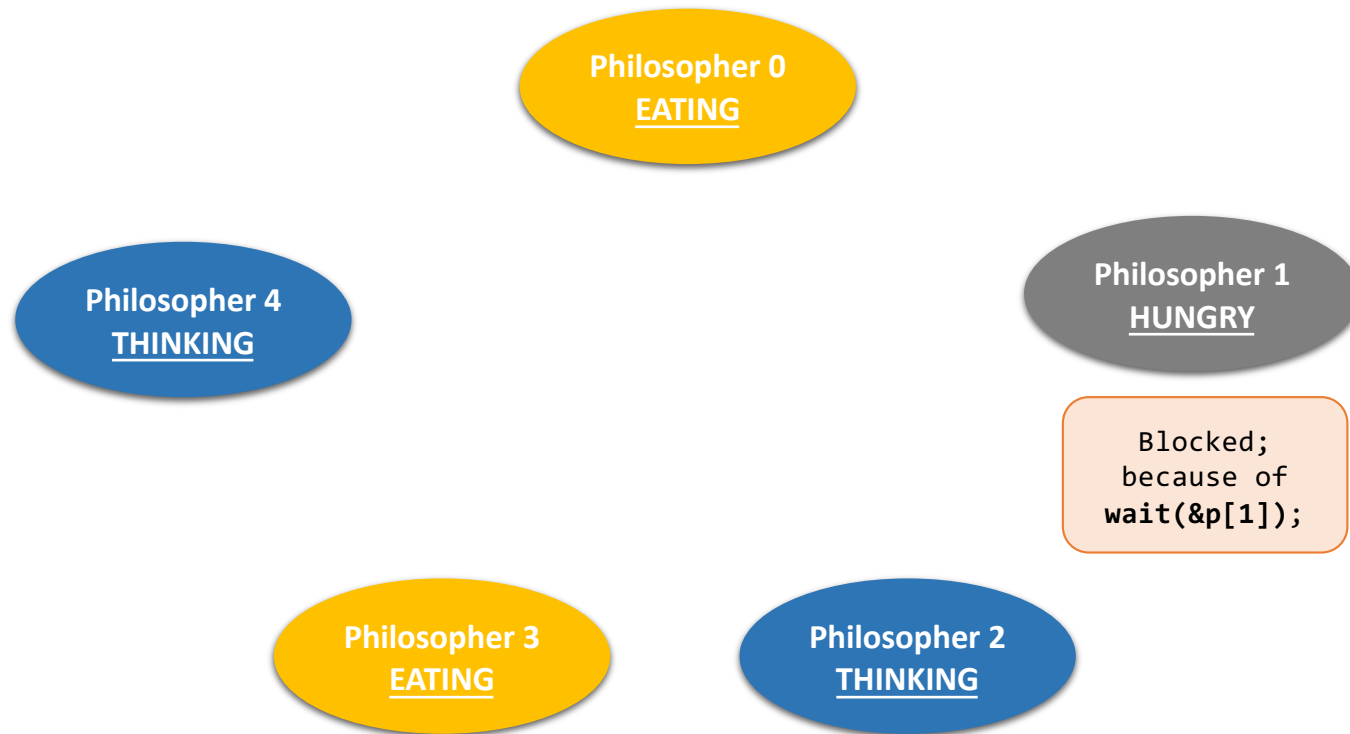 Philosopher 0
EATING
Philosopher 1
HUNGRY
Philosopher 4
THINKING
Blocked;
because of
wait(&p[1]);
Philosopher 3
EATING
Philosopher 2
THINKING